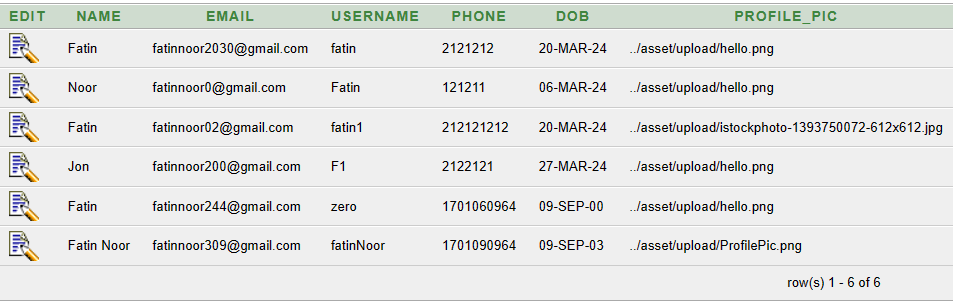 EDIT NAME EMAIL USERNAME PHONE DOB PROFILE_PIC
Fatin fatinnoor2030@gmail.com fatin 2121212 20-MAR-24 ../asset/upload/hello.png
Noor fatinnoor0@gmail.com Fatin 121211 06-MAR-24 ../asset/upload/hello.png
Fatin fatinnoor02@gmail.com fatin1 212121212 20-MAR-24 ../asset/upload/istockphoto-1393750072-612x612.jpg
Jon fatinnoor200@gmail.com F1 2122121 27-MAR-24 ../asset/upload/hello.png
Fatin fatinnoor244@gmail.com zero 1701060964 09-SEP-00 ../asset/upload/hello.png
Fatin Noor fatinnoor309@gmail.com fatinNoor 1701090964 09-SEP-03 ../asset/upload/ProfilePic.png
row(s) 1 - 6 of 6